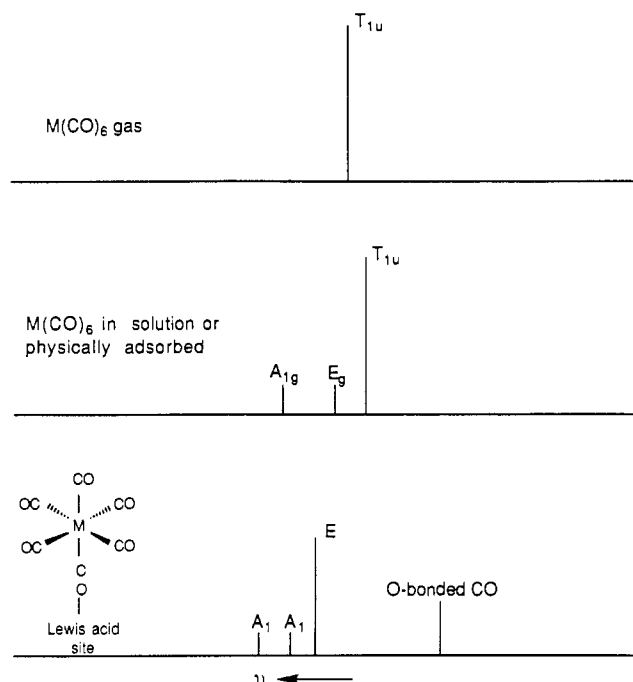 T₁ᵤ
M(CO)₆ gas
T₁ᵤ
M(CO)₆ in solution or
physically adsorbed
A₁g E_g
CO
OC CO
M
OC CO
C
O
Lewis acid
site
A₁ A₁ E O-bonded CO
ν